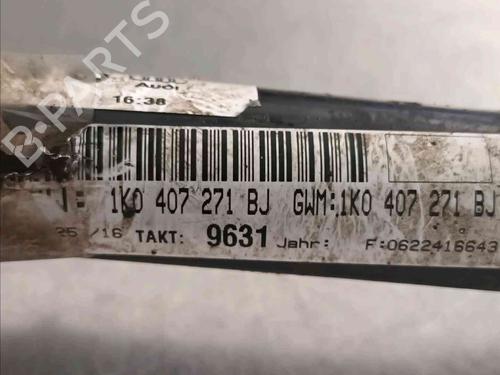 Audi
16:38
B-PARTS
1K0 407 271 BJ GWM:1K0 407 271 BJ
25 /16 TAKT: 9631 Jahr: F:0622416643